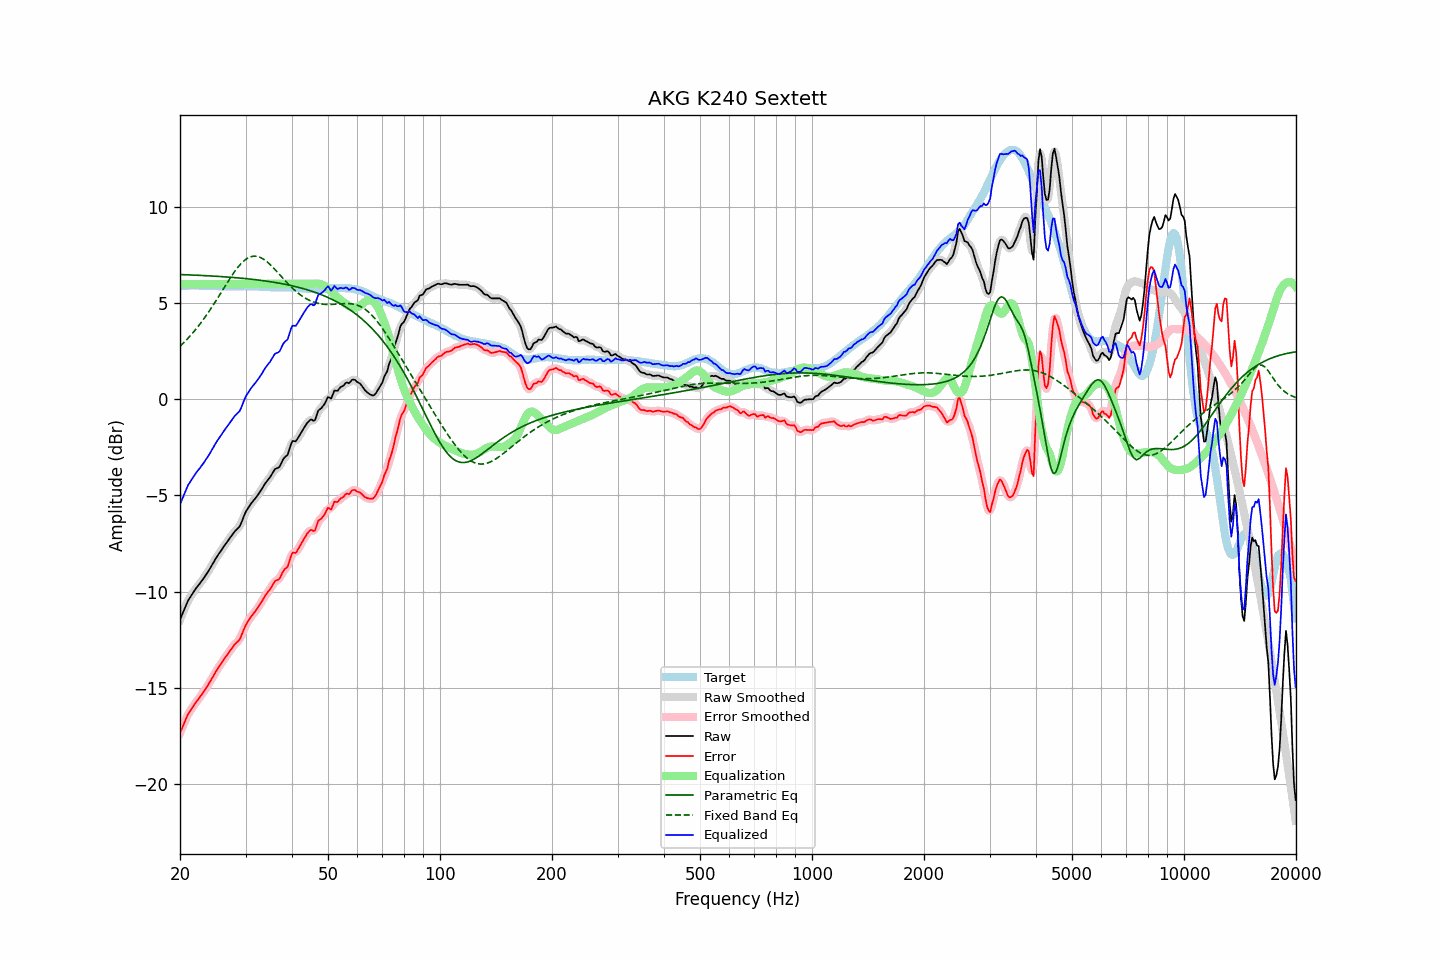 AKG K240 Sextett
Amplitude (dBr)
10
5
0
−5
−10
−15
−20
Target
Raw Smoothed
Error Smoothed
Raw
Error
Equalization
Parametric Eq
Fixed Band Eq
Equalized
20
50
100
200
500
1000
2000
5000
10000
20000
Frequency (Hz)